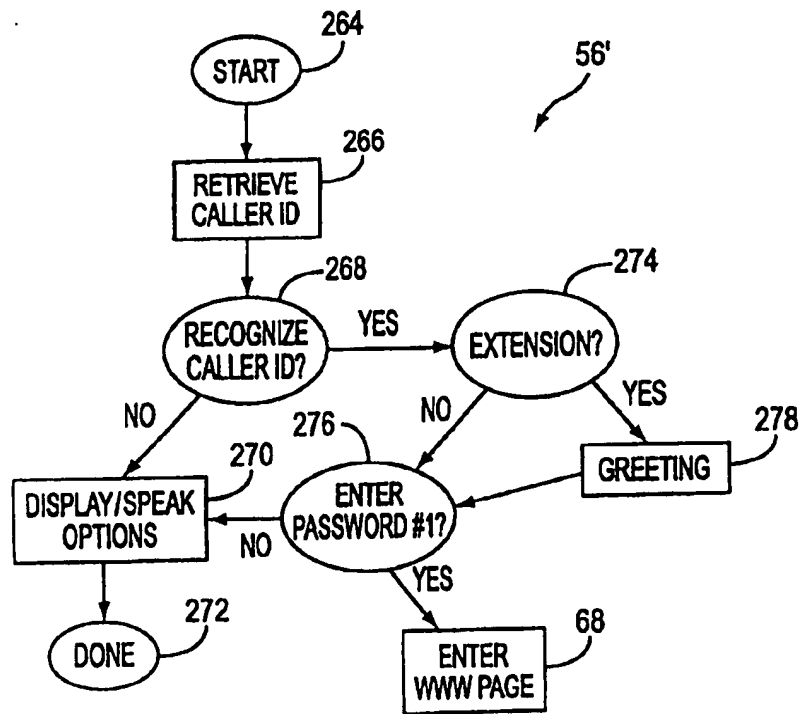 264
START
56'
266
RETRIEVE
CALLER ID
268
274
RECOGNIZE
CALLER ID?
YES
EXTENSION?
NO
NO
YES
276
278
270
GREETING
DISPLAY/SPEAK
OPTIONS
ENTER
PASSWORD #1?
NO
YES
272
68
DONE
ENTER
WWW PAGE